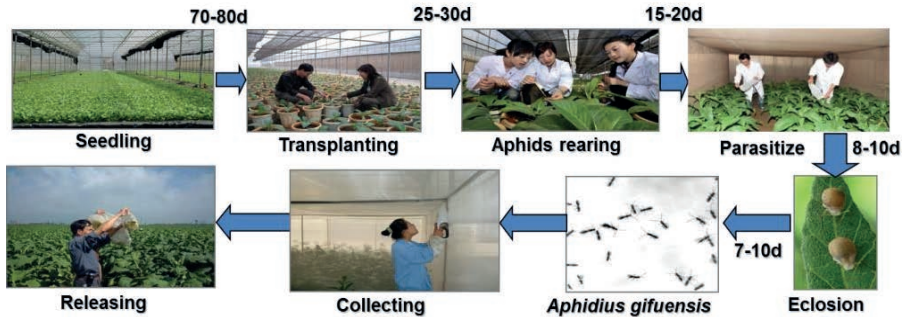 70-80d
25-30d
15-20d
Seedling
Transplanting
Aphids rearing
Parasitize
8-10d
7-10d
Releasing
Collecting
Aphidius gifuensis
Eclosion